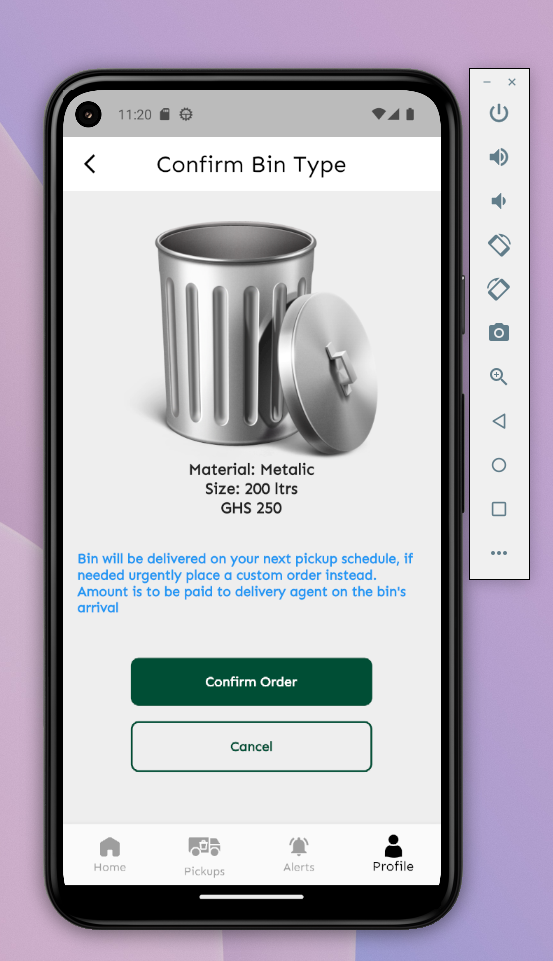 11:20
Confirm Bin Type
Material: Metalic
Size: 200 ltrs
GHS 250
Bin will be delivered on your next pickup schedule, if
needed urgently place a custom order instead.
Amount is to be paid to delivery agent on the bin's
arrival
Confirm Order
Cancel
Home
Pickups
Alerts
Profile